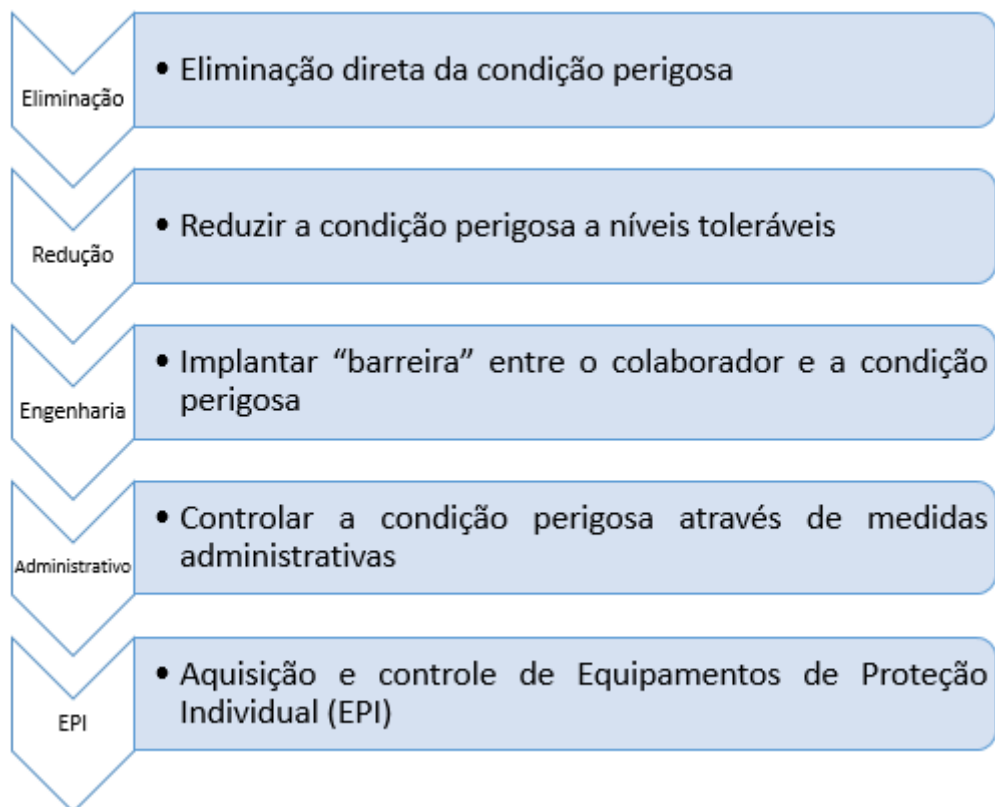 Eliminação
• Eliminação direta da condição perigosa
Redução
• Reduzir a condição perigosa a níveis toleráveis
Engenharia
• Implantar “barreira” entre o colaborador e a condição
perigosa
Administrativo
• Controlar a condição perigosa através de medidas
administrativas
EPI
• Aquisição e controle de Equipamentos de Proteção
Individual (EPI)